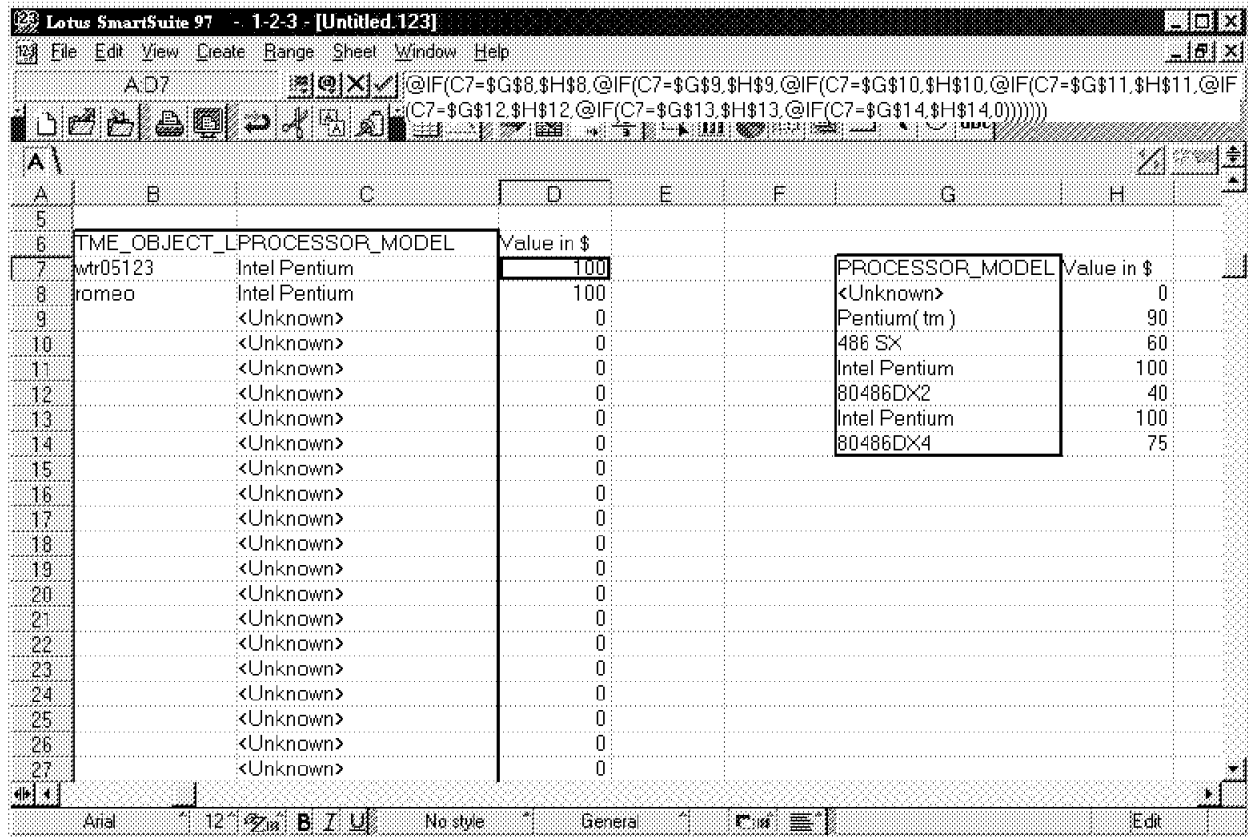 Lotus SmartSuite 97 - 1-2-3 - [Untitled.123]
File Edit View Create Range Sheet Window Help
A:D7 @IF(C7=$G$8,$H$8,@IF(C7=$G$9,$H$9,@IF(C7=$G$10,$H$10,@IF(C7=$G$11,$H$11,@IF
(C7=$G$12,$H$12,@IF(C7=$G$13,$H$13,@IF(C7=$G$14,$H$14,0)))))))
A
A B C D E F G H
5
6 TME_OBJECT_L PROCESSOR_MODEL Value in $
7 wtr05123 Intel Pentium 100 PROCESSOR_MODEL Value in $
8 romeo Intel Pentium 100 <Unknown> 0
9 <Unknown> 0 Pentium( tm ) 90
10 <Unknown> 0 486 SX 60
11 <Unknown> 0 Intel Pentium 100
12 <Unknown> 0 80486DX2 40
13 <Unknown> 0 Intel Pentium 100
14 <Unknown> 0 80486DX4 75
15 <Unknown> 0
16 <Unknown> 0
17 <Unknown> 0
18 <Unknown> 0
19 <Unknown> 0
20 <Unknown> 0
21 <Unknown> 0
22 <Unknown> 0
23 <Unknown> 0
24 <Unknown> 0
25 <Unknown> 0
26 <Unknown> 0
27 <Unknown> 0
Arial 12 B I U No style General Edit